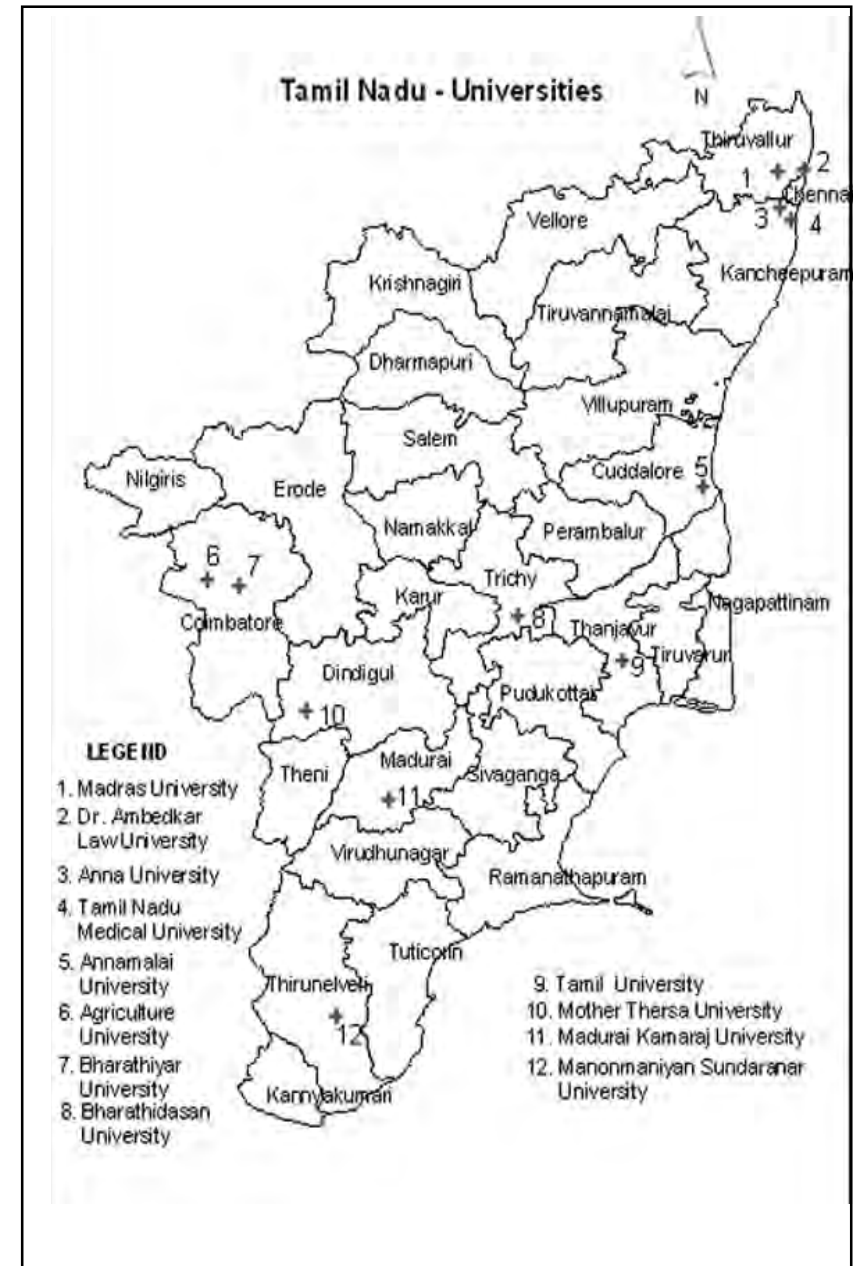 Tamil Nadu - Universities
N
Thiruvallur
1
2
Chennai
3
4
Vellore
Kancheepuram
Krishnagiri
Tiruvannamalai
Dharmapuri
Villupuram
Salem
Cuddalore
5
Nilgiris
Erode
Namakkal
Perambalur
6
7
Trichy
Karur
Nagapattinam
Coimbatore
8
Thanjavur
Tiruvarur
9
Dindigul
Pudukottai
10
LEGEND
Theni
Madurai
Sivaganga
11
1. Madras University
2. Dr. Ambedkar
Law University
3. Anna University
4. Tamil Nadu
Medical University
5. Annamalai
University
6. Agriculture
University
7. Bharathiyar
University
8. Bharathidasan
University
Virudhunagar
Ramanathapuram
Tuticorin
Thirunelveli
12
Kannyakumari
9. Tamil University
10. Mother Thersa University
11. Madurai Kamaraj University
12. Manonmaniyan Sundaranar
University